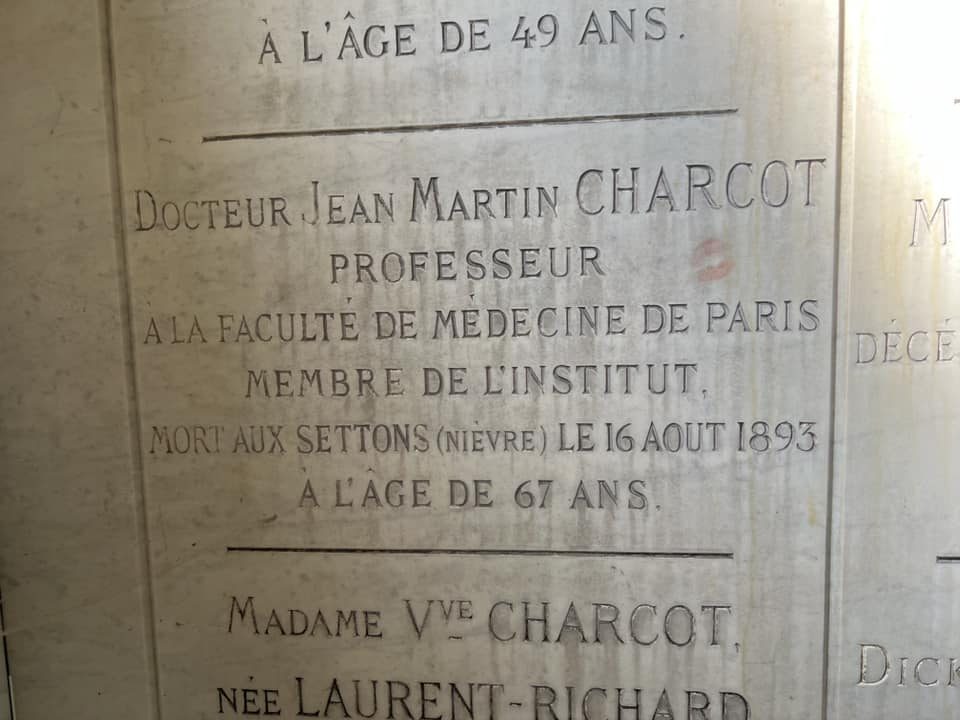 À L'ÂGE DE 49 ANS.
DOCTEUR JEAN MARTIN CHARCOT
PROFESSEUR
À LA FACULTÉ DE MÉDECINE DE PARIS
MEMBRE DE L'INSTITUT,
MORT AUX SETTONS (NIÈVRE) LE 16 AOUT 1893
À L'ÂGE DE 67 ANS.
MADAME VVE CHARCOT,
NÉE LAURENT-RICHARD
M
DÉCÉ
DICK